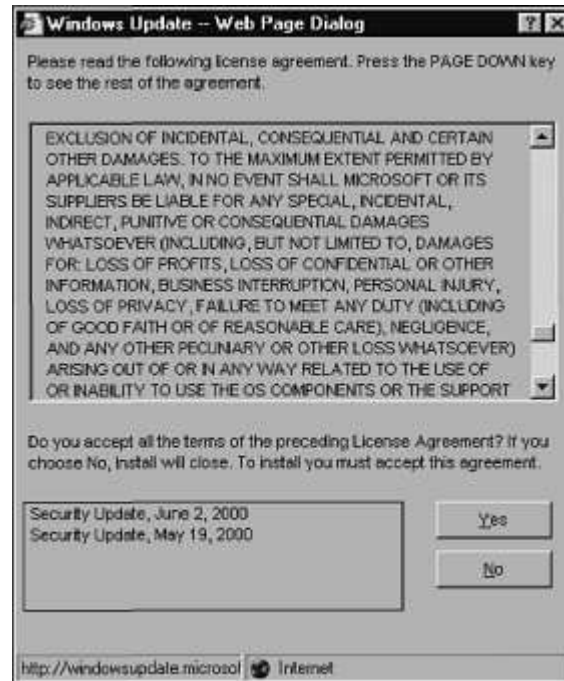 Windows Update -- Web Page Dialog
Please read the following license agreement. Press the PAGE DOWN key
to see the rest of the agreement.
EXCLUSION OF INCIDENTAL, CONSEQUENTIAL AND CERTAIN
OTHER DAMAGES. TO THE MAXIMUM EXTENT PERMITTED BY
APPLICABLE LAW, IN NO EVENT SHALL MICROSOFT OR ITS
SUPPLIERS BE LIABLE FOR ANY SPECIAL, INCIDENTAL,
INDIRECT, PUNITIVE OR CONSEQUENTIAL DAMAGES
WHATSOEVER (INCLUDING, BUT NOT LIMITED TO, DAMAGES
FOR: LOSS OF PROFITS, LOSS OF CONFIDENTIAL OR OTHER
INFORMATION, BUSINESS INTERRUPTION, PERSONAL INJURY,
LOSS OF PRIVACY, FAILURE TO MEET ANY DUTY (INCLUDING
OF GOOD FAITH OR OF REASONABLE CARE), NEGLIGENCE,
AND ANY OTHER PECUNIARY OR OTHER LOSS WHATSOEVER)
ARISING OUT OF OR IN ANY WAY RELATED TO THE USE OF
OR INABILITY TO USE THE OS COMPONENTS OR THE SUPPORT
Do you accept all the terms of the preceding License Agreement? If you
choose No, Install will close. To install you must accept this agreement.
Security Update, June 2, 2000
Security Update, May 19, 2000
Yes
No
http://windowsupdate.microsof Internet